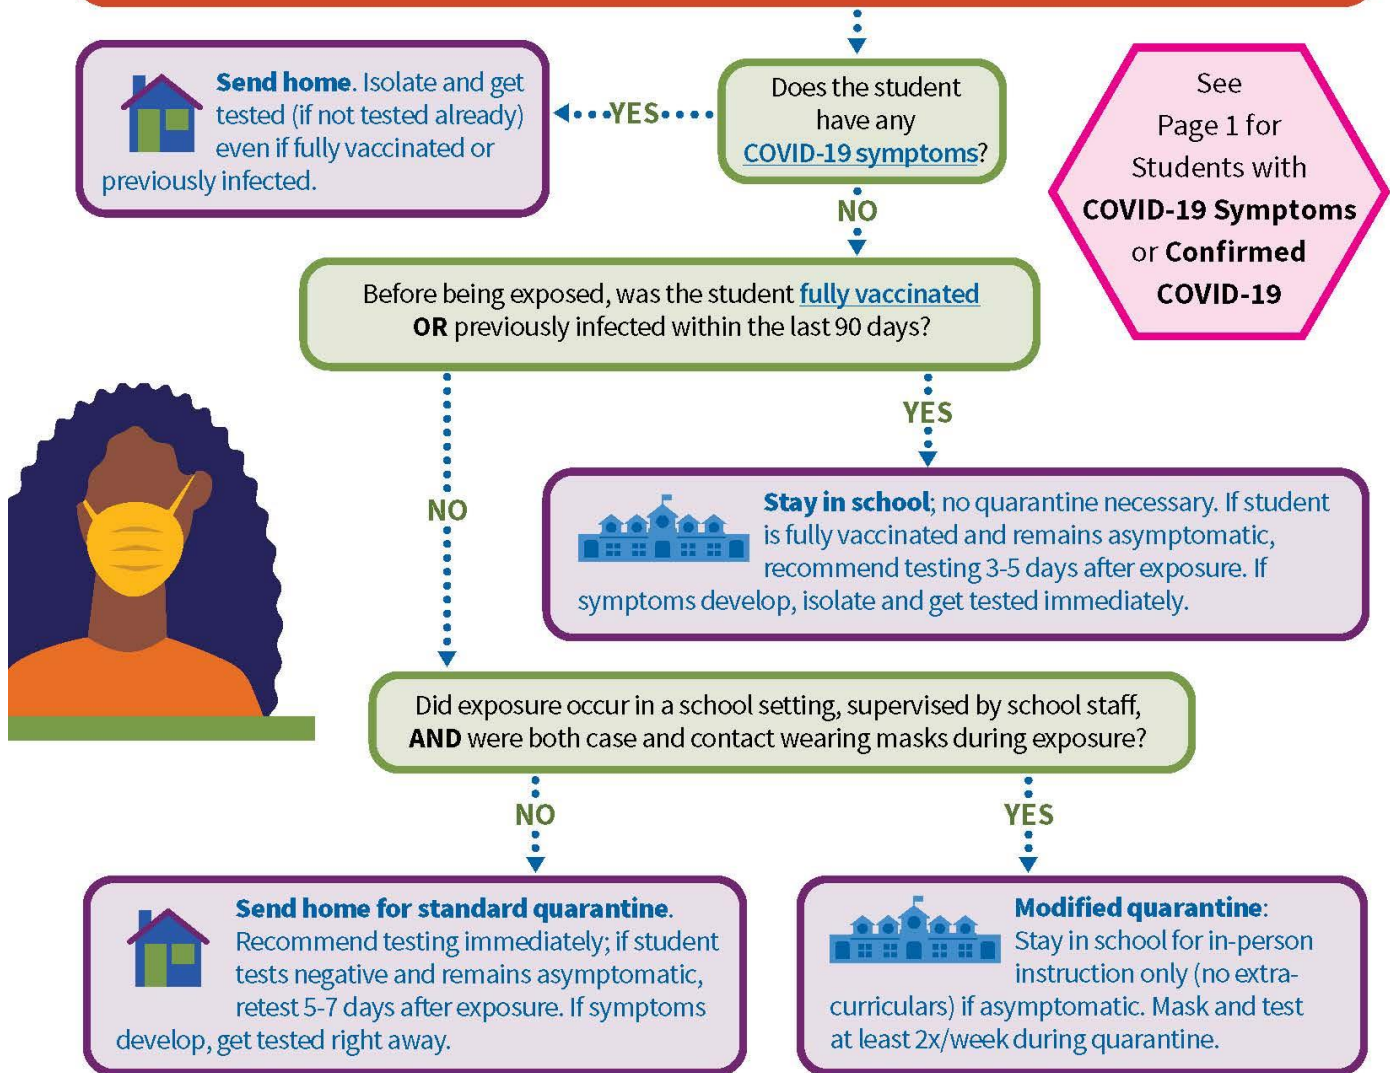 Send home. Isolate and get
tested (if not tested already)
even if fully vaccinated or
previously infected.
YES
Does the student
have any
COVID-19 symptoms?
See
Page 1 for
Students with
COVID-19 Symptoms
or Confirmed
COVID-19
NO
Before being exposed, was the student fully vaccinated
OR previously infected within the last 90 days?
YES
NO
Stay in school; no quarantine necessary. If student
is fully vaccinated and remains asymptomatic,
recommend testing 3-5 days after exposure. If
symptoms develop, isolate and get tested immediately.
Did exposure occur in a school setting, supervised by school staff,
AND were both case and contact wearing masks during exposure?
NO
YES
Send home for standard quarantine.
Recommend testing immediately; if student
tests negative and remains asymptomatic,
retest 5-7 days after exposure. If symptoms
develop, get tested right away.
Modified quarantine:
Stay in school for in-person
instruction only (no extra-
curriculars) if asymptomatic. Mask and test
at least 2x/week during quarantine.